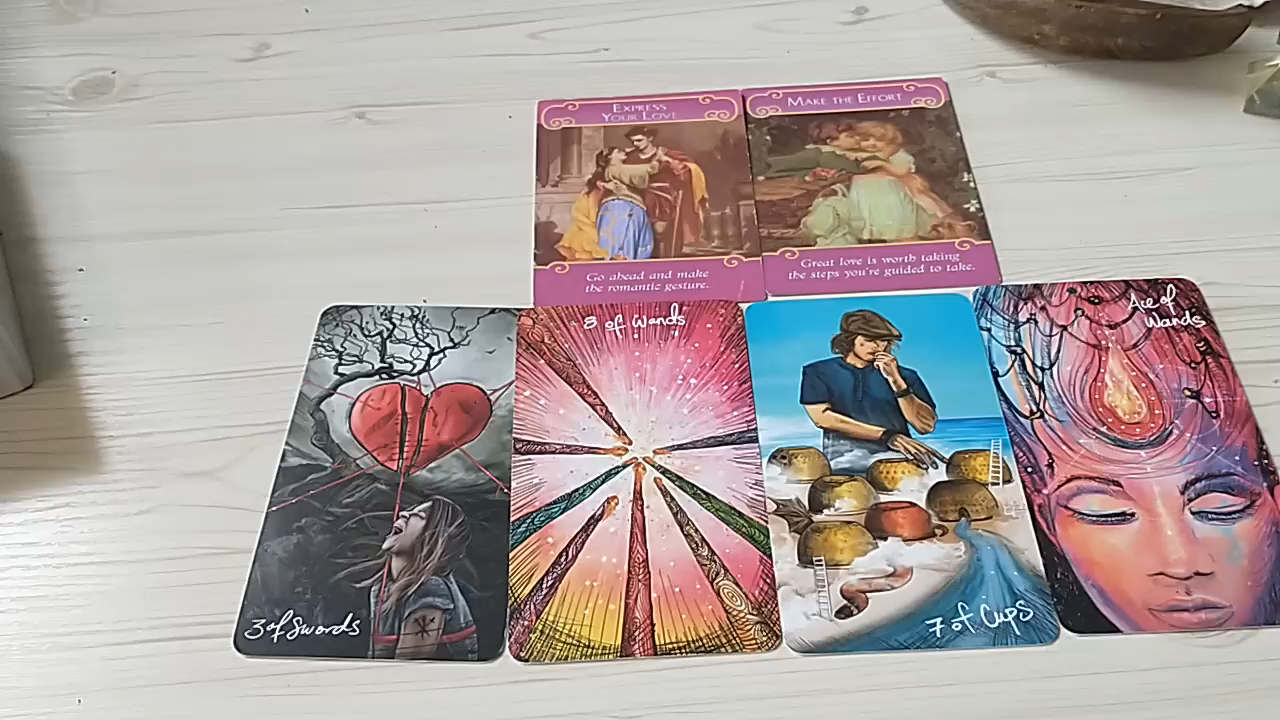 EXPRESS
YOUR LOVE
Go ahead and make
the romantic gesture.
MAKE THE EFFORT
Great love is worth taking
the steps you're guided to take.
3 of Swords
8 of Wands
7 of Cups
Ace of
Wands